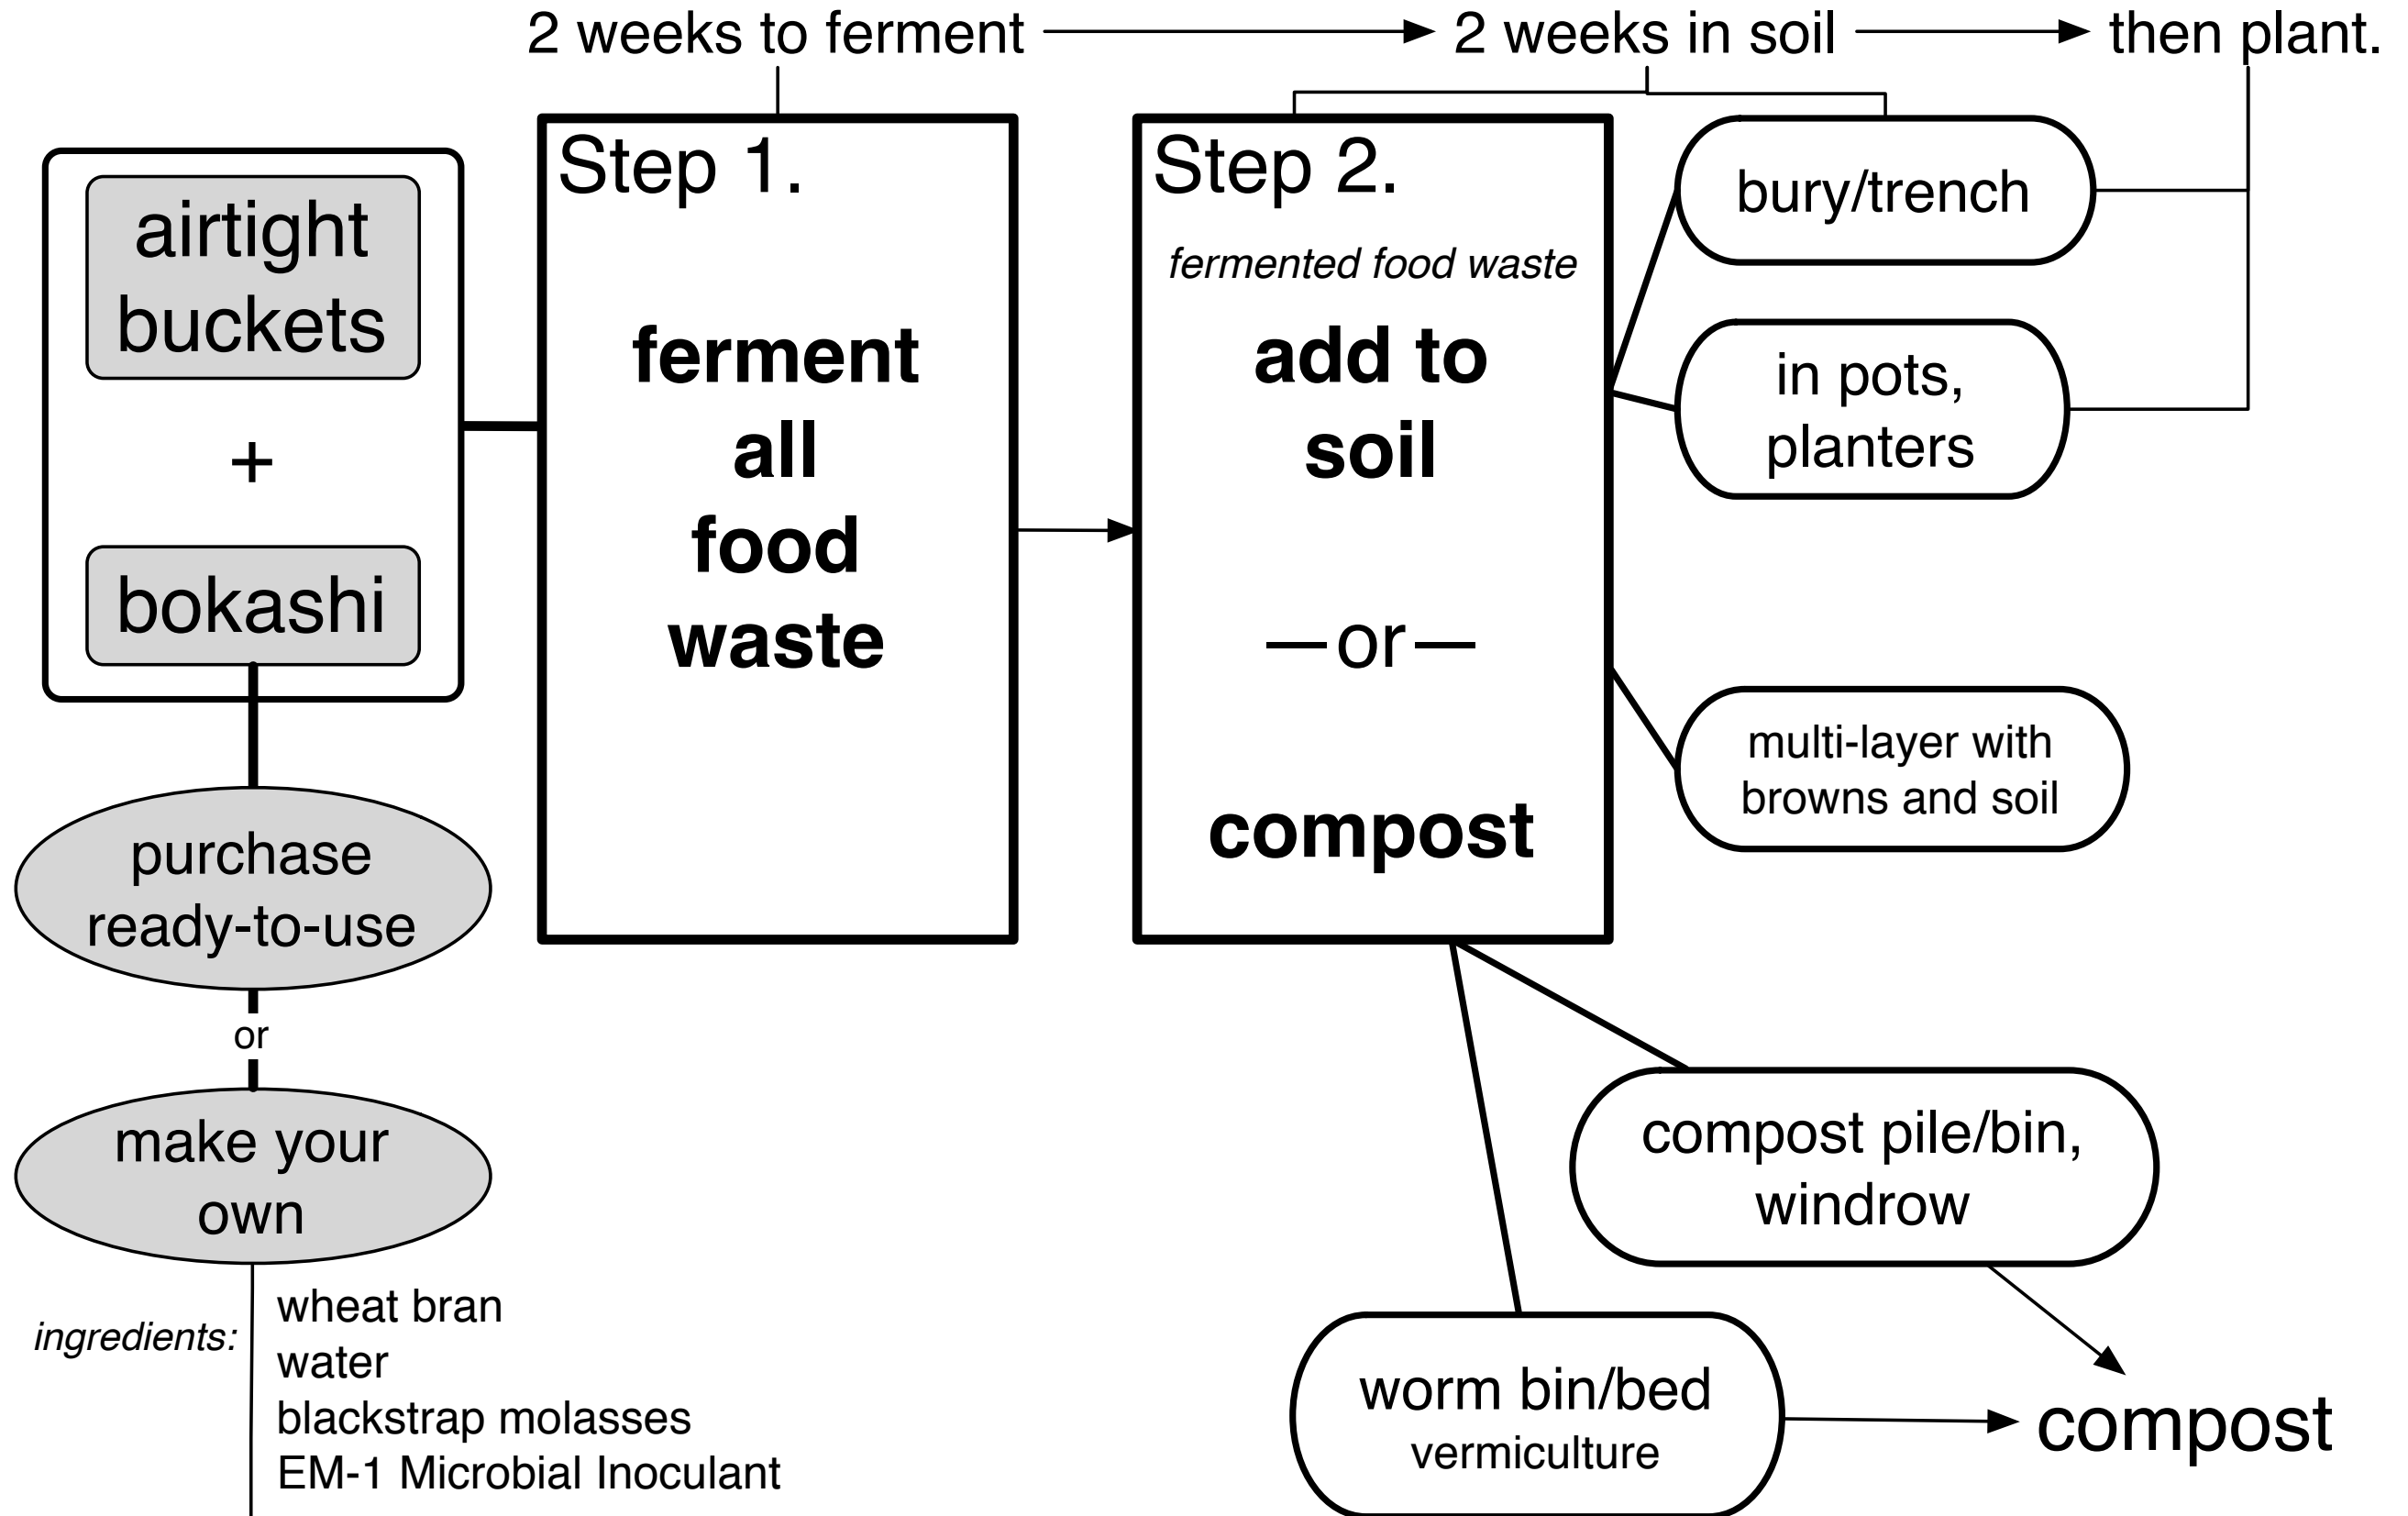 2 weeks to ferment
2 weeks in soil
then plant.
airtight
buckets
+
bokashi
purchase
ready-to-use
or
make your
own
ingredients:
wheat bran
water
blackstrap molasses
EM-1 Microbial Inoculant
Step 1.
ferment
all
food
waste
Step 2.
fermented food waste
add to
soil
—or—
compost
bury/trench
in pots,
planters
multi-layer with
browns and soil
compost pile/bin,
windrow
worm bin/bed
vermiculture
compost